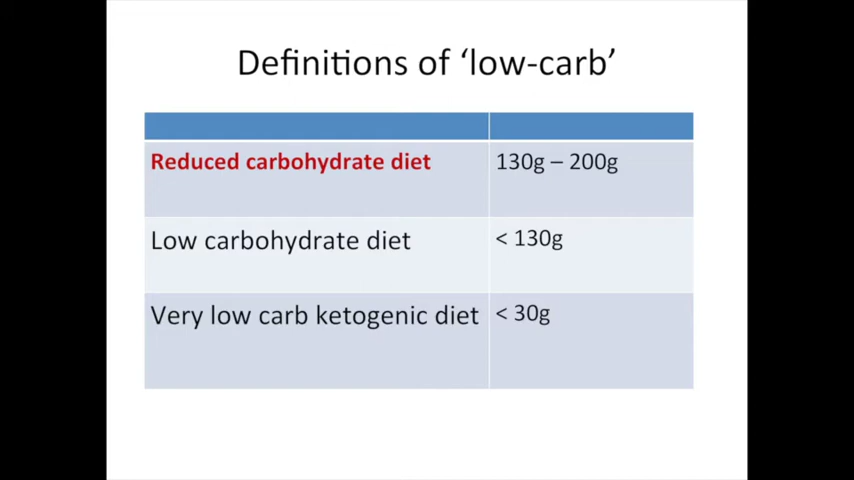 Definitions of ‘low-carb’
Reduced carbohydrate diet 130g – 200g
Low carbohydrate diet < 130g
Very low carb ketogenic diet < 30g